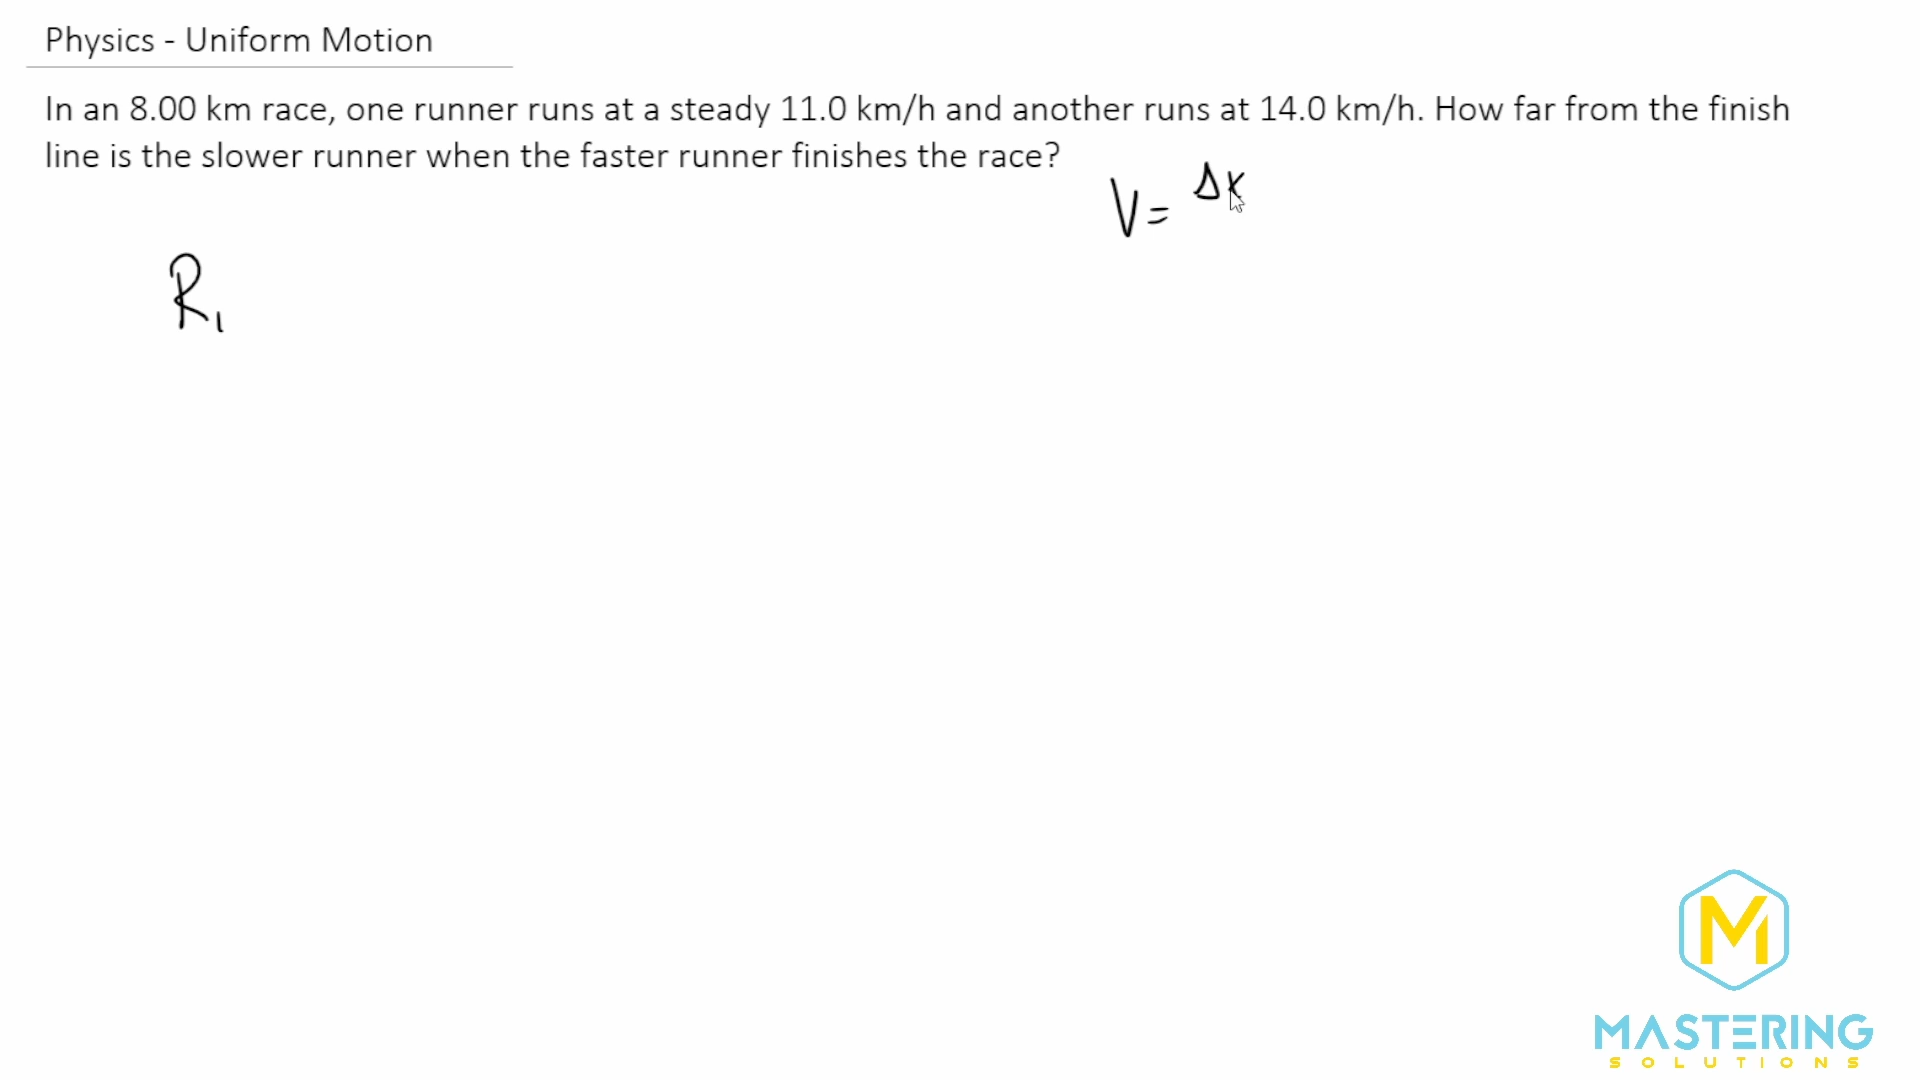 Physics - Uniform Motion
In an 8.00 km race, one runner runs at a steady 11.0 km/h and another runs at 14.0 km/h. How far from the finish
line is the slower runner when the faster runner finishes the race?
V= Δx
R₁
M
MASTERING
SOLUTIONS